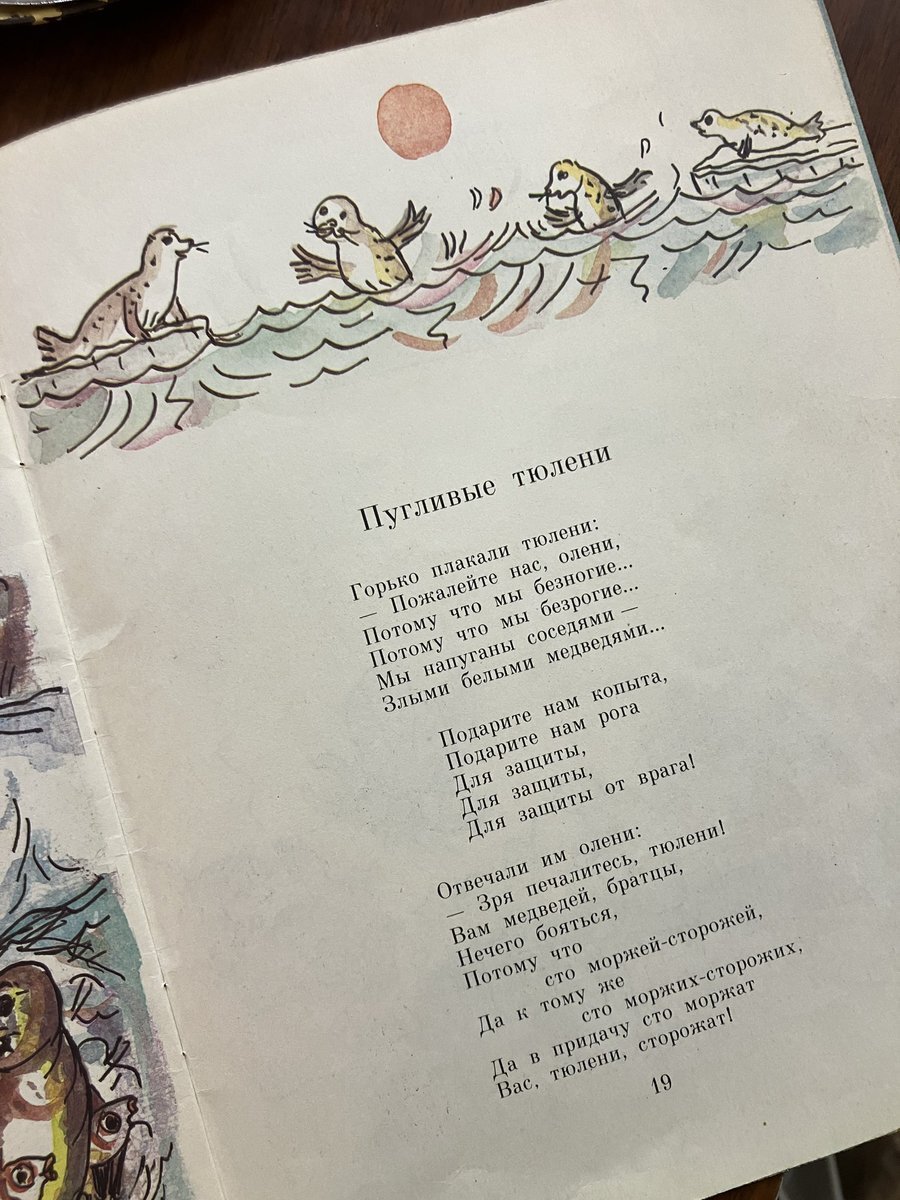 Пугливые тюлени
Горько плакали тюлени:
— Пожалейте нас, олени,
Потому что мы безногие...
Потому что мы безрогие...
Мы напуганы соседями —
Злыми белыми медведями...
Подарите нам копыта,
Подарите нам рога
Для защиты,
Для защиты,
Для защиты от врага!
Отвечали им олени:
— Зря печалитесь, тюлени!
Вам медведей, братцы,
Нечего бояться,
Потому что
сто моржей-сторожей,
Да к тому же
сто моржих-сторожих,
Да в придачу сто моржат
Вас, тюлени, сторожат!
19